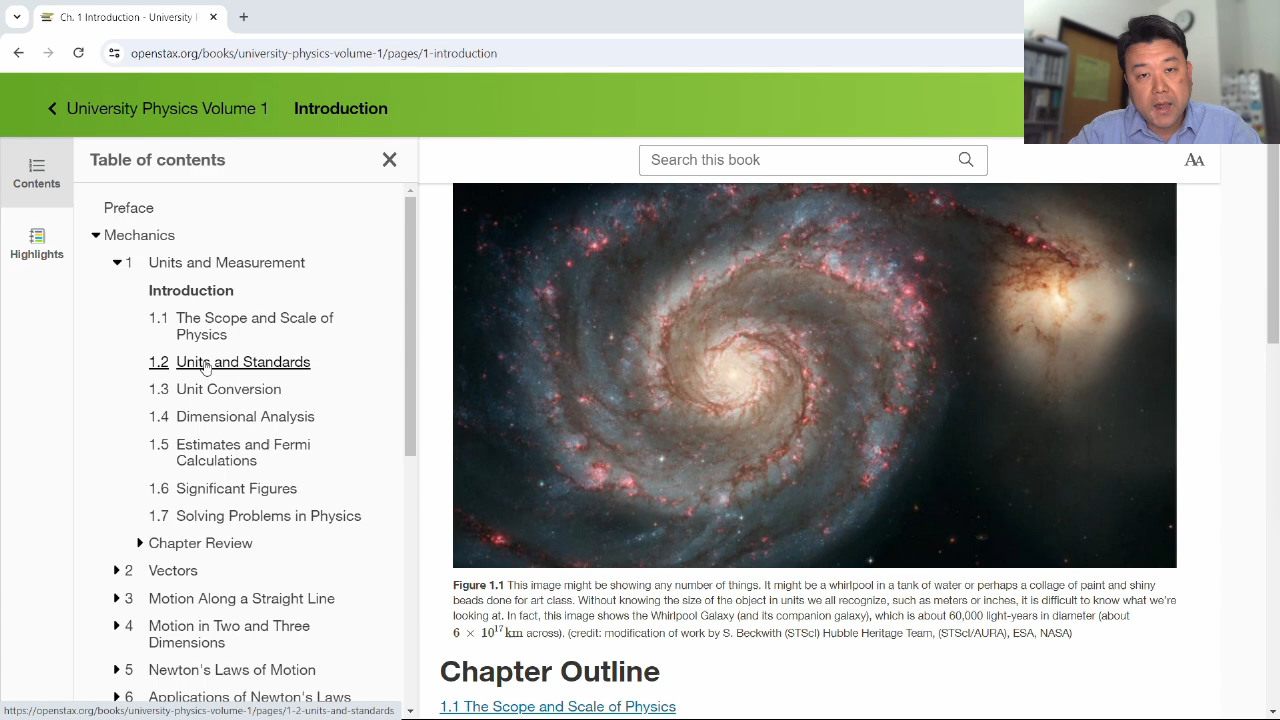 Ch. 1 Introduction - University
openstax.org/books/university-physics-volume-1/pages/1-introduction
University Physics Volume 1 Introduction
Contents
Highlights
Table of contents
Preface
Mechanics
1 Units and Measurement
Introduction
1.1 The Scope and Scale of
Physics
1.2 Units and Standards
1.3 Unit Conversion
1.4 Dimensional Analysis
1.5 Estimates and Fermi
Calculations
1.6 Significant Figures
1.7 Solving Problems in Physics
Chapter Review
2 Vectors
3 Motion Along a Straight Line
4 Motion in Two and Three
Dimensions
5 Newton's Laws of Motion
6 Applications of Newton's Laws
https://openstax.org/books/university-physics-volume-1/pages/1-2-units-and-standards
Search this book
AA
Figure 1.1 This image might be showing any number of things. It might be a whirlpool in a tank of water or perhaps a collage of paint and shiny
beads done for art class. Without knowing the size of the object in units we all recognize, such as meters or inches, it is difficult to know what we're
looking at. In fact, this image shows the Whirlpool Galaxy (and its companion galaxy), which is about 60,000 light-years in diameter (about
6 × 10¹⁷ km across). (credit: modification of work by S. Beckwith (STScI) Hubble Heritage Team, (STScI/AURA), ESA, NASA)
Chapter Outline
1.1 The Scope and Scale of Physics